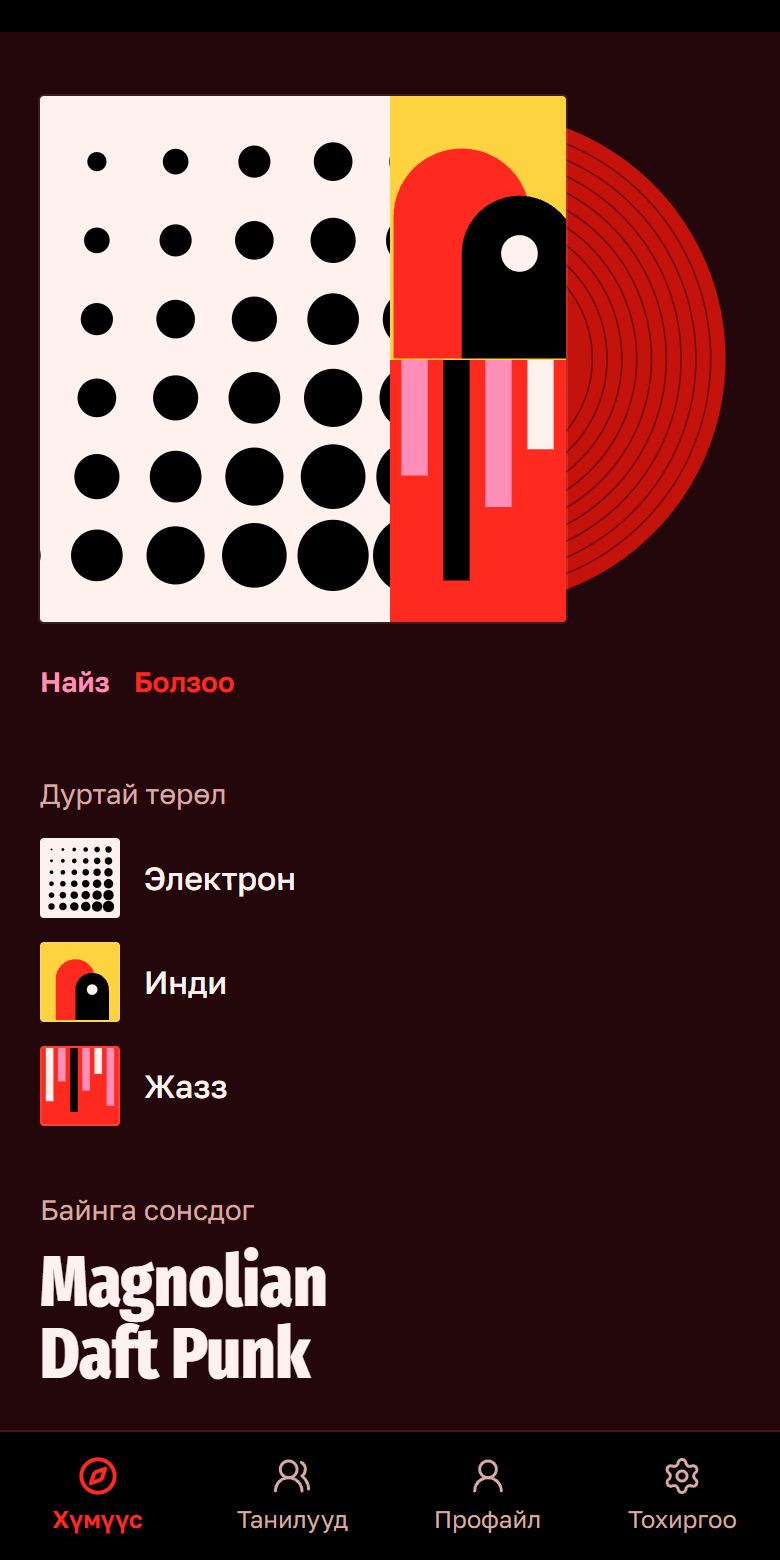 Найз Болзоо
Дуртай төрөл
Электрон
Инди
Жазз
Байнга сонсдог
Magnolian
Daft Punk
Хүмүүс Танилууд Профайл Тохиргоо